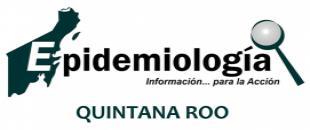 Epidemiología
Información... para la Acción
QUINTANA ROO